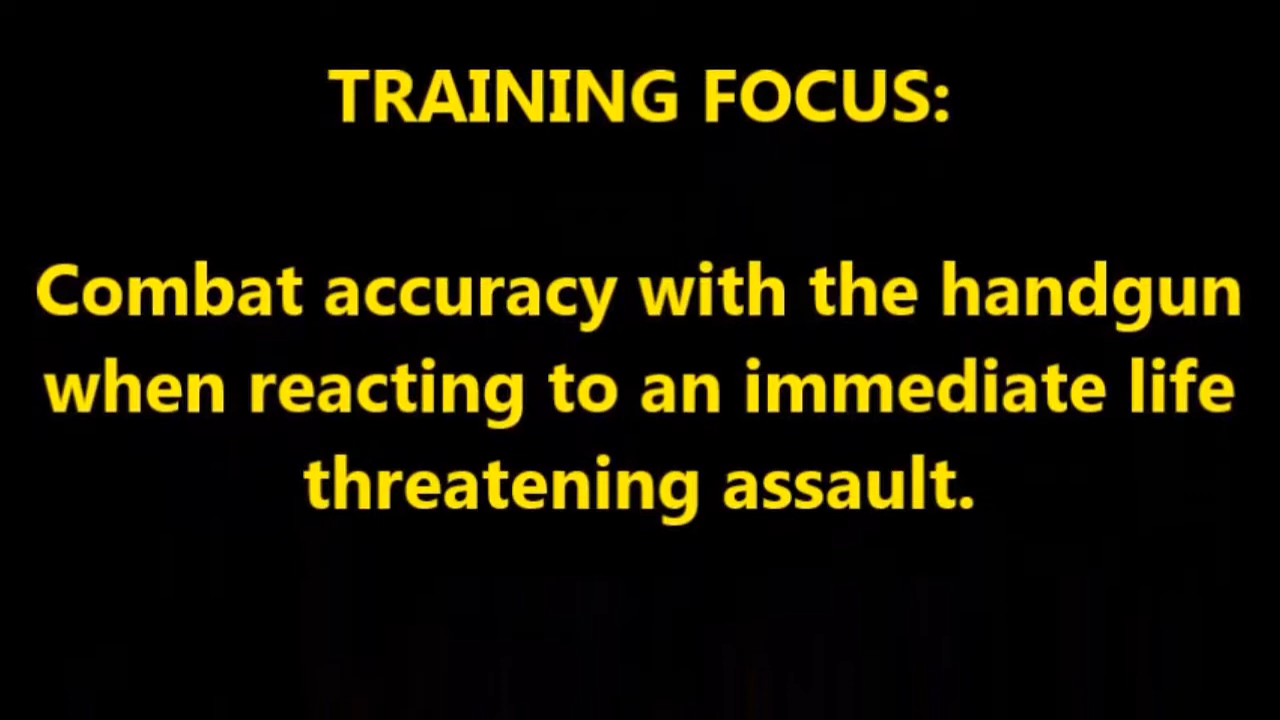 TRAINING FOCUS:
Combat accuracy with the handgun
when reacting to an immediate life
threatening assault.